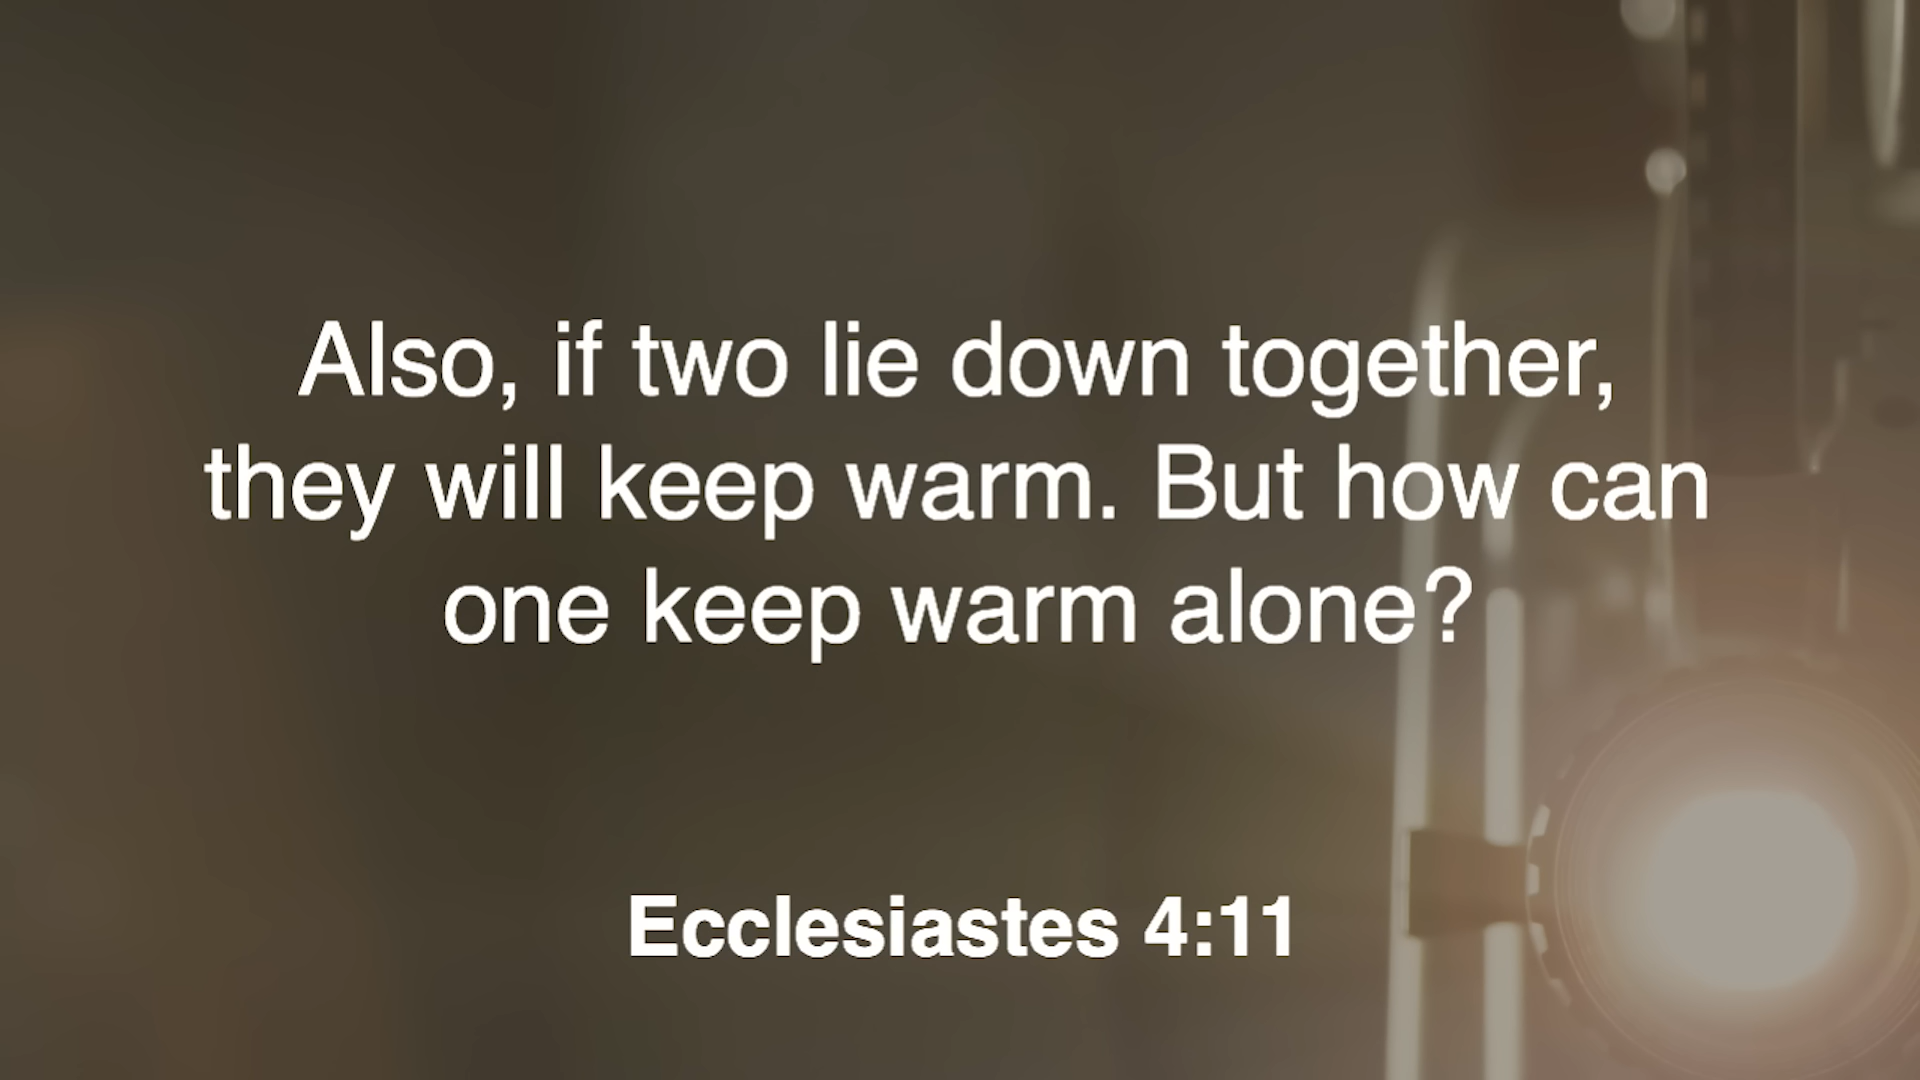 Also, if two lie down together,
they will keep warm. But how can
one keep warm alone?
Ecclesiastes 4:11